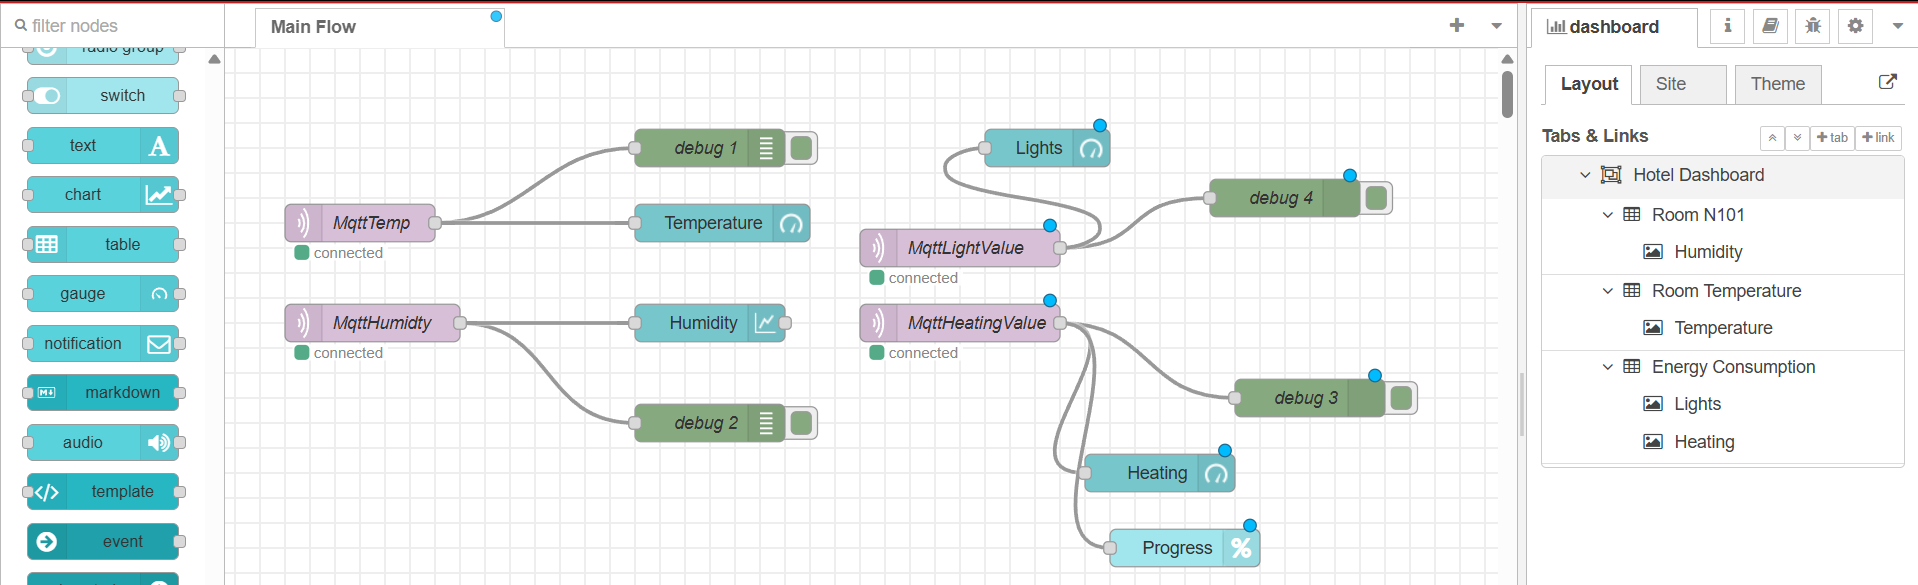 filter nodes
radio group
switch
text
chart
table
gauge
notification
markdown
audio
template
event
Main Flow
debug 1
MqttTemp
connected
Temperature
MqttHumidty
connected
Humidity
debug 2
Lights
debug 4
MqttLightValue
connected
MqttHeatingValue
connected
debug 3
Heating
Progress
dashboard
Layout
Site
Theme
Tabs & Links
+ tab
+ link
Hotel Dashboard
Room N101
Humidity
Room Temperature
Temperature
Energy Consumption
Lights
Heating